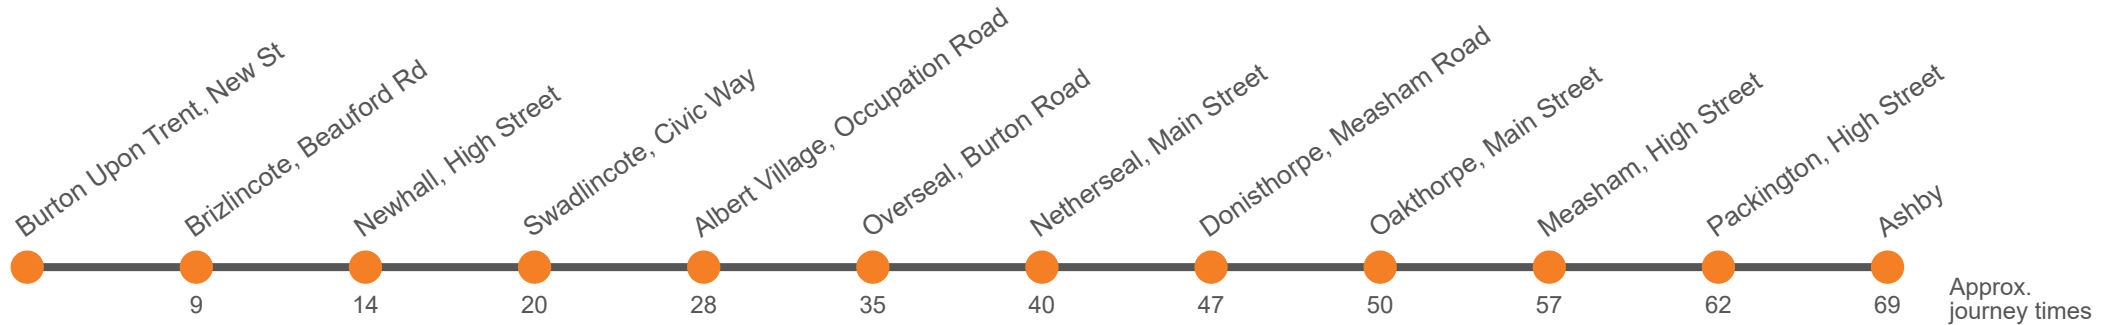 Burton Upon Trent, New St
Brizlincote, Beauford Rd
Newhall, High Street
Swadlincote, Civic Way
Albert Village, Occupation Road
Overseal, Burton Road
Netherseal, Main Street
Donisthorpe, Measham Road
Oakthorpe, Main Street
Measham, High Street
Packington, High Street
Ashby
9 14 20 28 35 40 47 50 57 62 69
Approx.
journey times